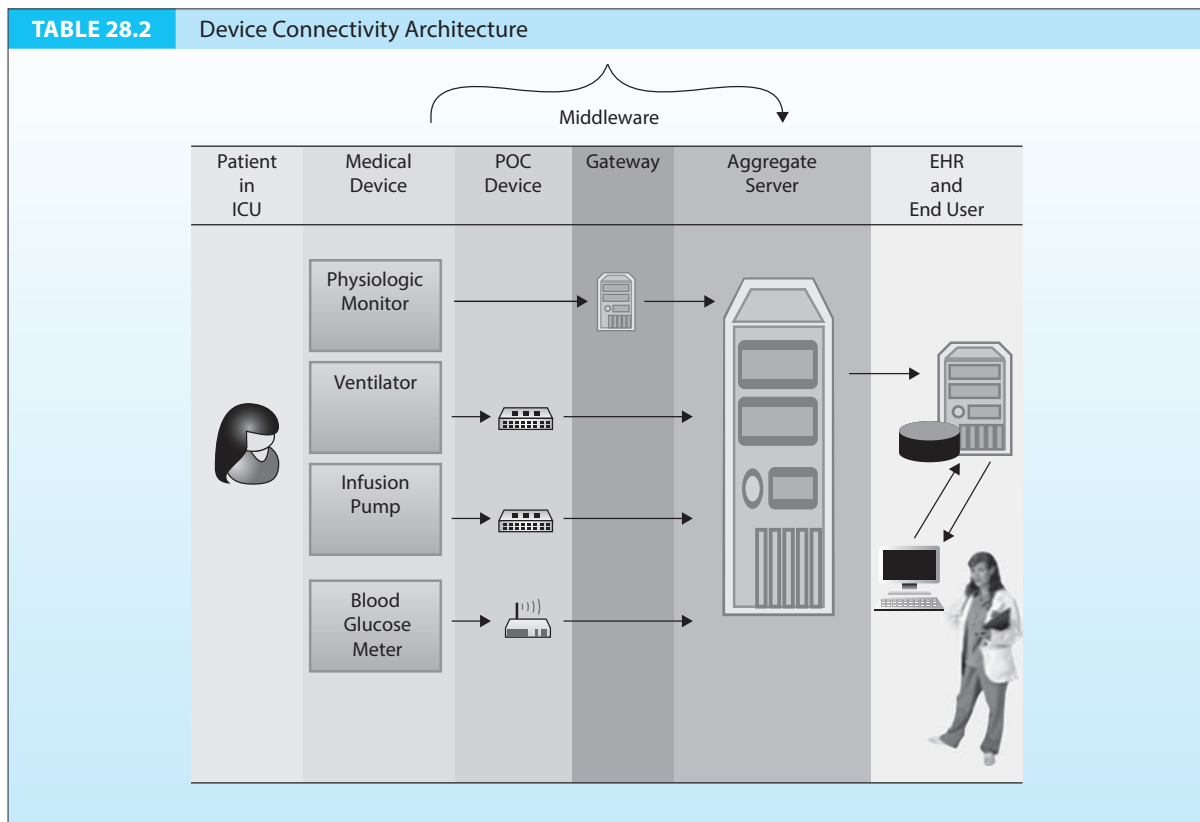 TABLE 28.2
Device Connectivity Architecture
Middleware
Patient
in
ICU
Medical
Device
POC
Device
Gateway
Aggregate
Server
EHR
and
End User
Physiologic
Monitor
Ventilator
Infusion
Pump
Blood
Glucose
Meter